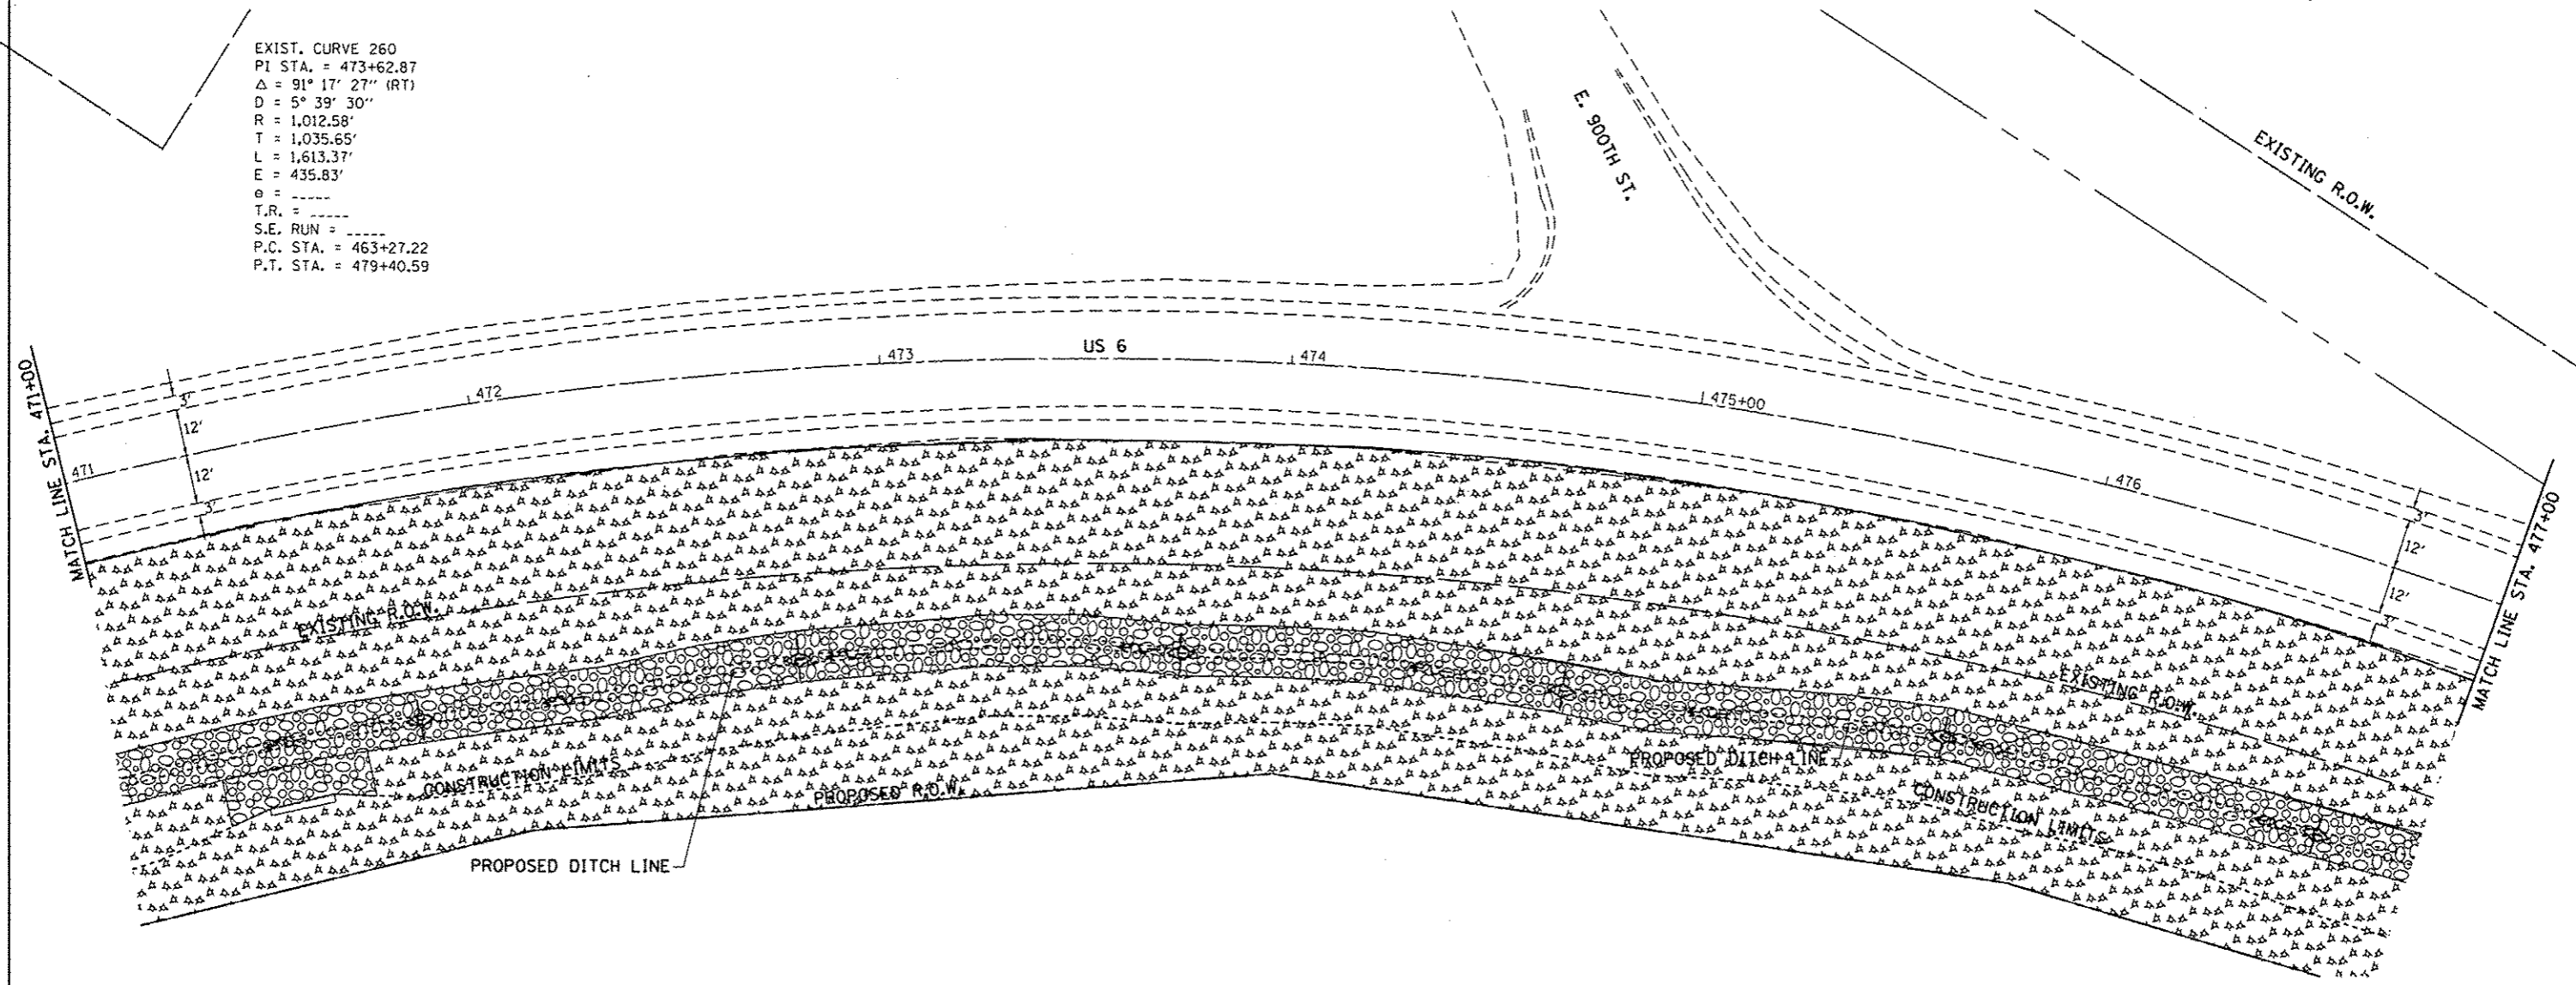 EXIST. CURVE 260
PI STA. = 473+62.87
Δ = 91° 17' 27" (RT)
D = 5° 39' 30"
R = 1,012.58'
T = 1,035.65'
L = 1,613.37'
E = 435.83'
e = -----
T.R. = -----
S.E. RUN = -----
P.C. STA. = 463+27.22
P.T. STA. = 479+40.59
E. 900TH ST.
EXISTING R.O.W.
MATCH LINE STA. 471+00
471
472
473
US 6
474
475+00
476
3'
12'
12'
3'
3'
12'
12'
3'
MATCH LINE STA. 477+00
EXISTING R.O.W.
EXISTING R.O.W.
CONSTRUCTION LIMITS
PROPOSED R.O.W.
PROPOSED DITCH LINE
CONSTRUCTION LIMITS
PROPOSED DITCH LINE